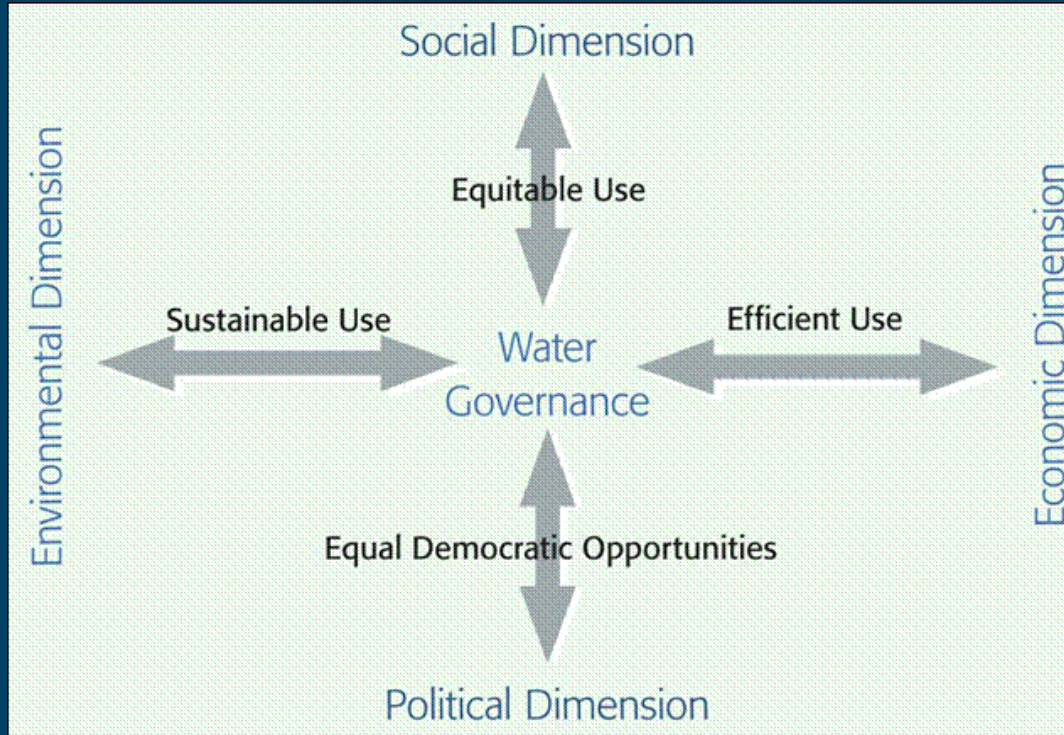 Social Dimension
Equitable Use
Environmental Dimension
Sustainable Use
Water
Governance
Efficient Use
Economic Dimension
Equal Democratic Opportunities
Political Dimension